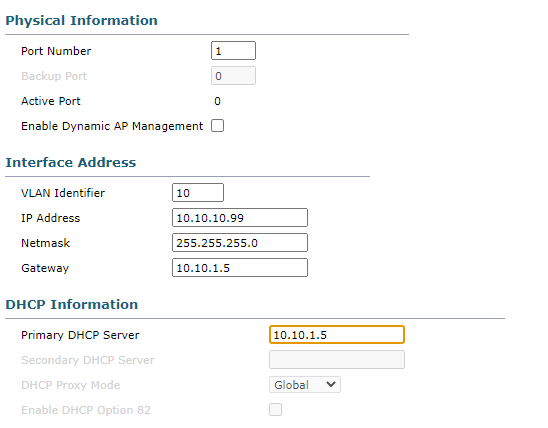 Physical Information
Port Number 1
Backup Port 0
Active Port 0
Enable Dynamic AP Management
Interface Address
VLAN Identifier 10
IP Address 10.10.10.99
Netmask 255.255.255.0
Gateway 10.10.1.5
DHCP Information
Primary DHCP Server 10.10.1.5
Secondary DHCP Server
DHCP Proxy Mode Global
Enable DHCP Option 82